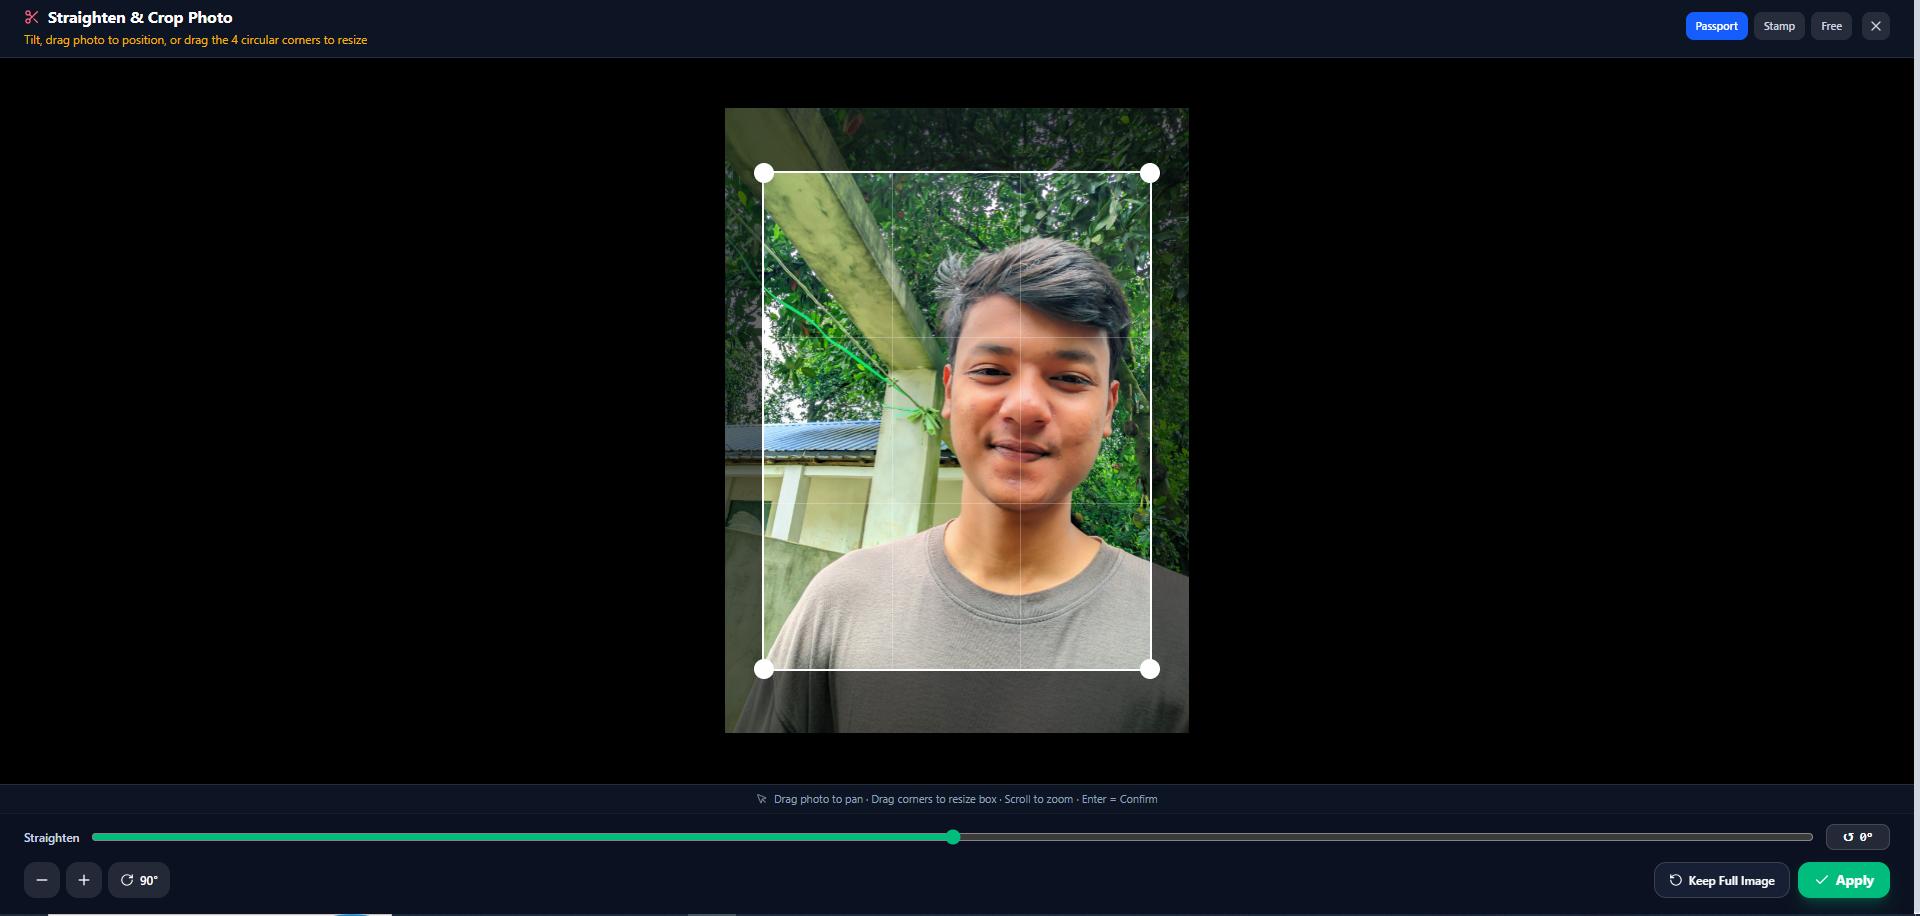 Straighten & Crop Photo
Tilt, drag photo to position, or drag the 4 circular corners to resize
Passport
Stamp
Free
Drag photo to pan · Drag corners to resize box · Scroll to zoom · Enter = Confirm
Straighten
0°
90°
Keep Full Image
Apply